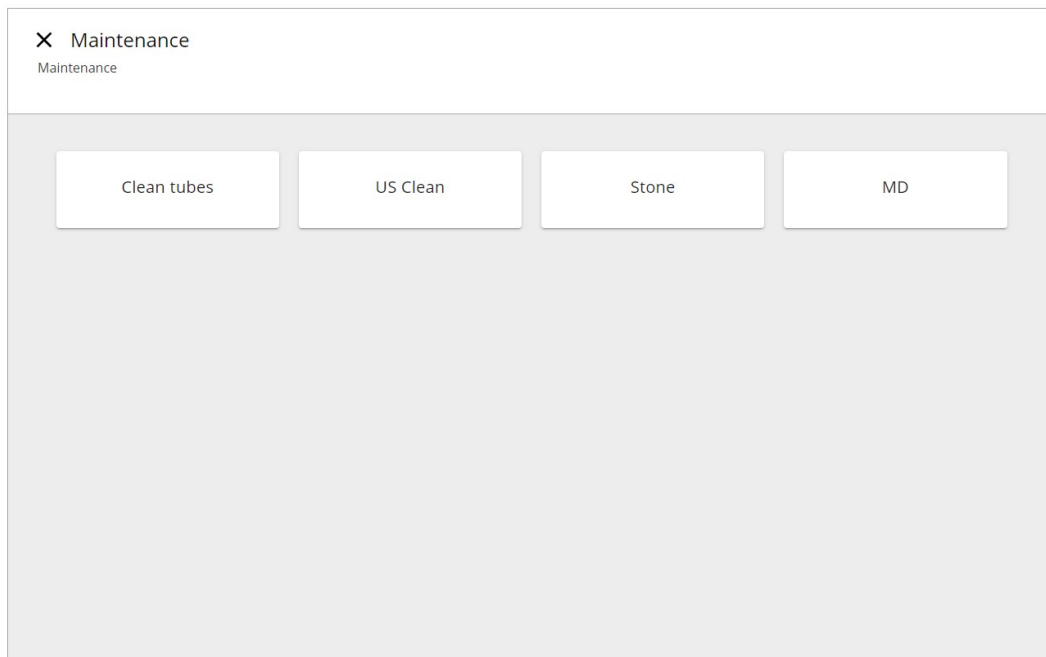 Maintenance
Maintenance
Clean tubes
US Clean
Stone
MD